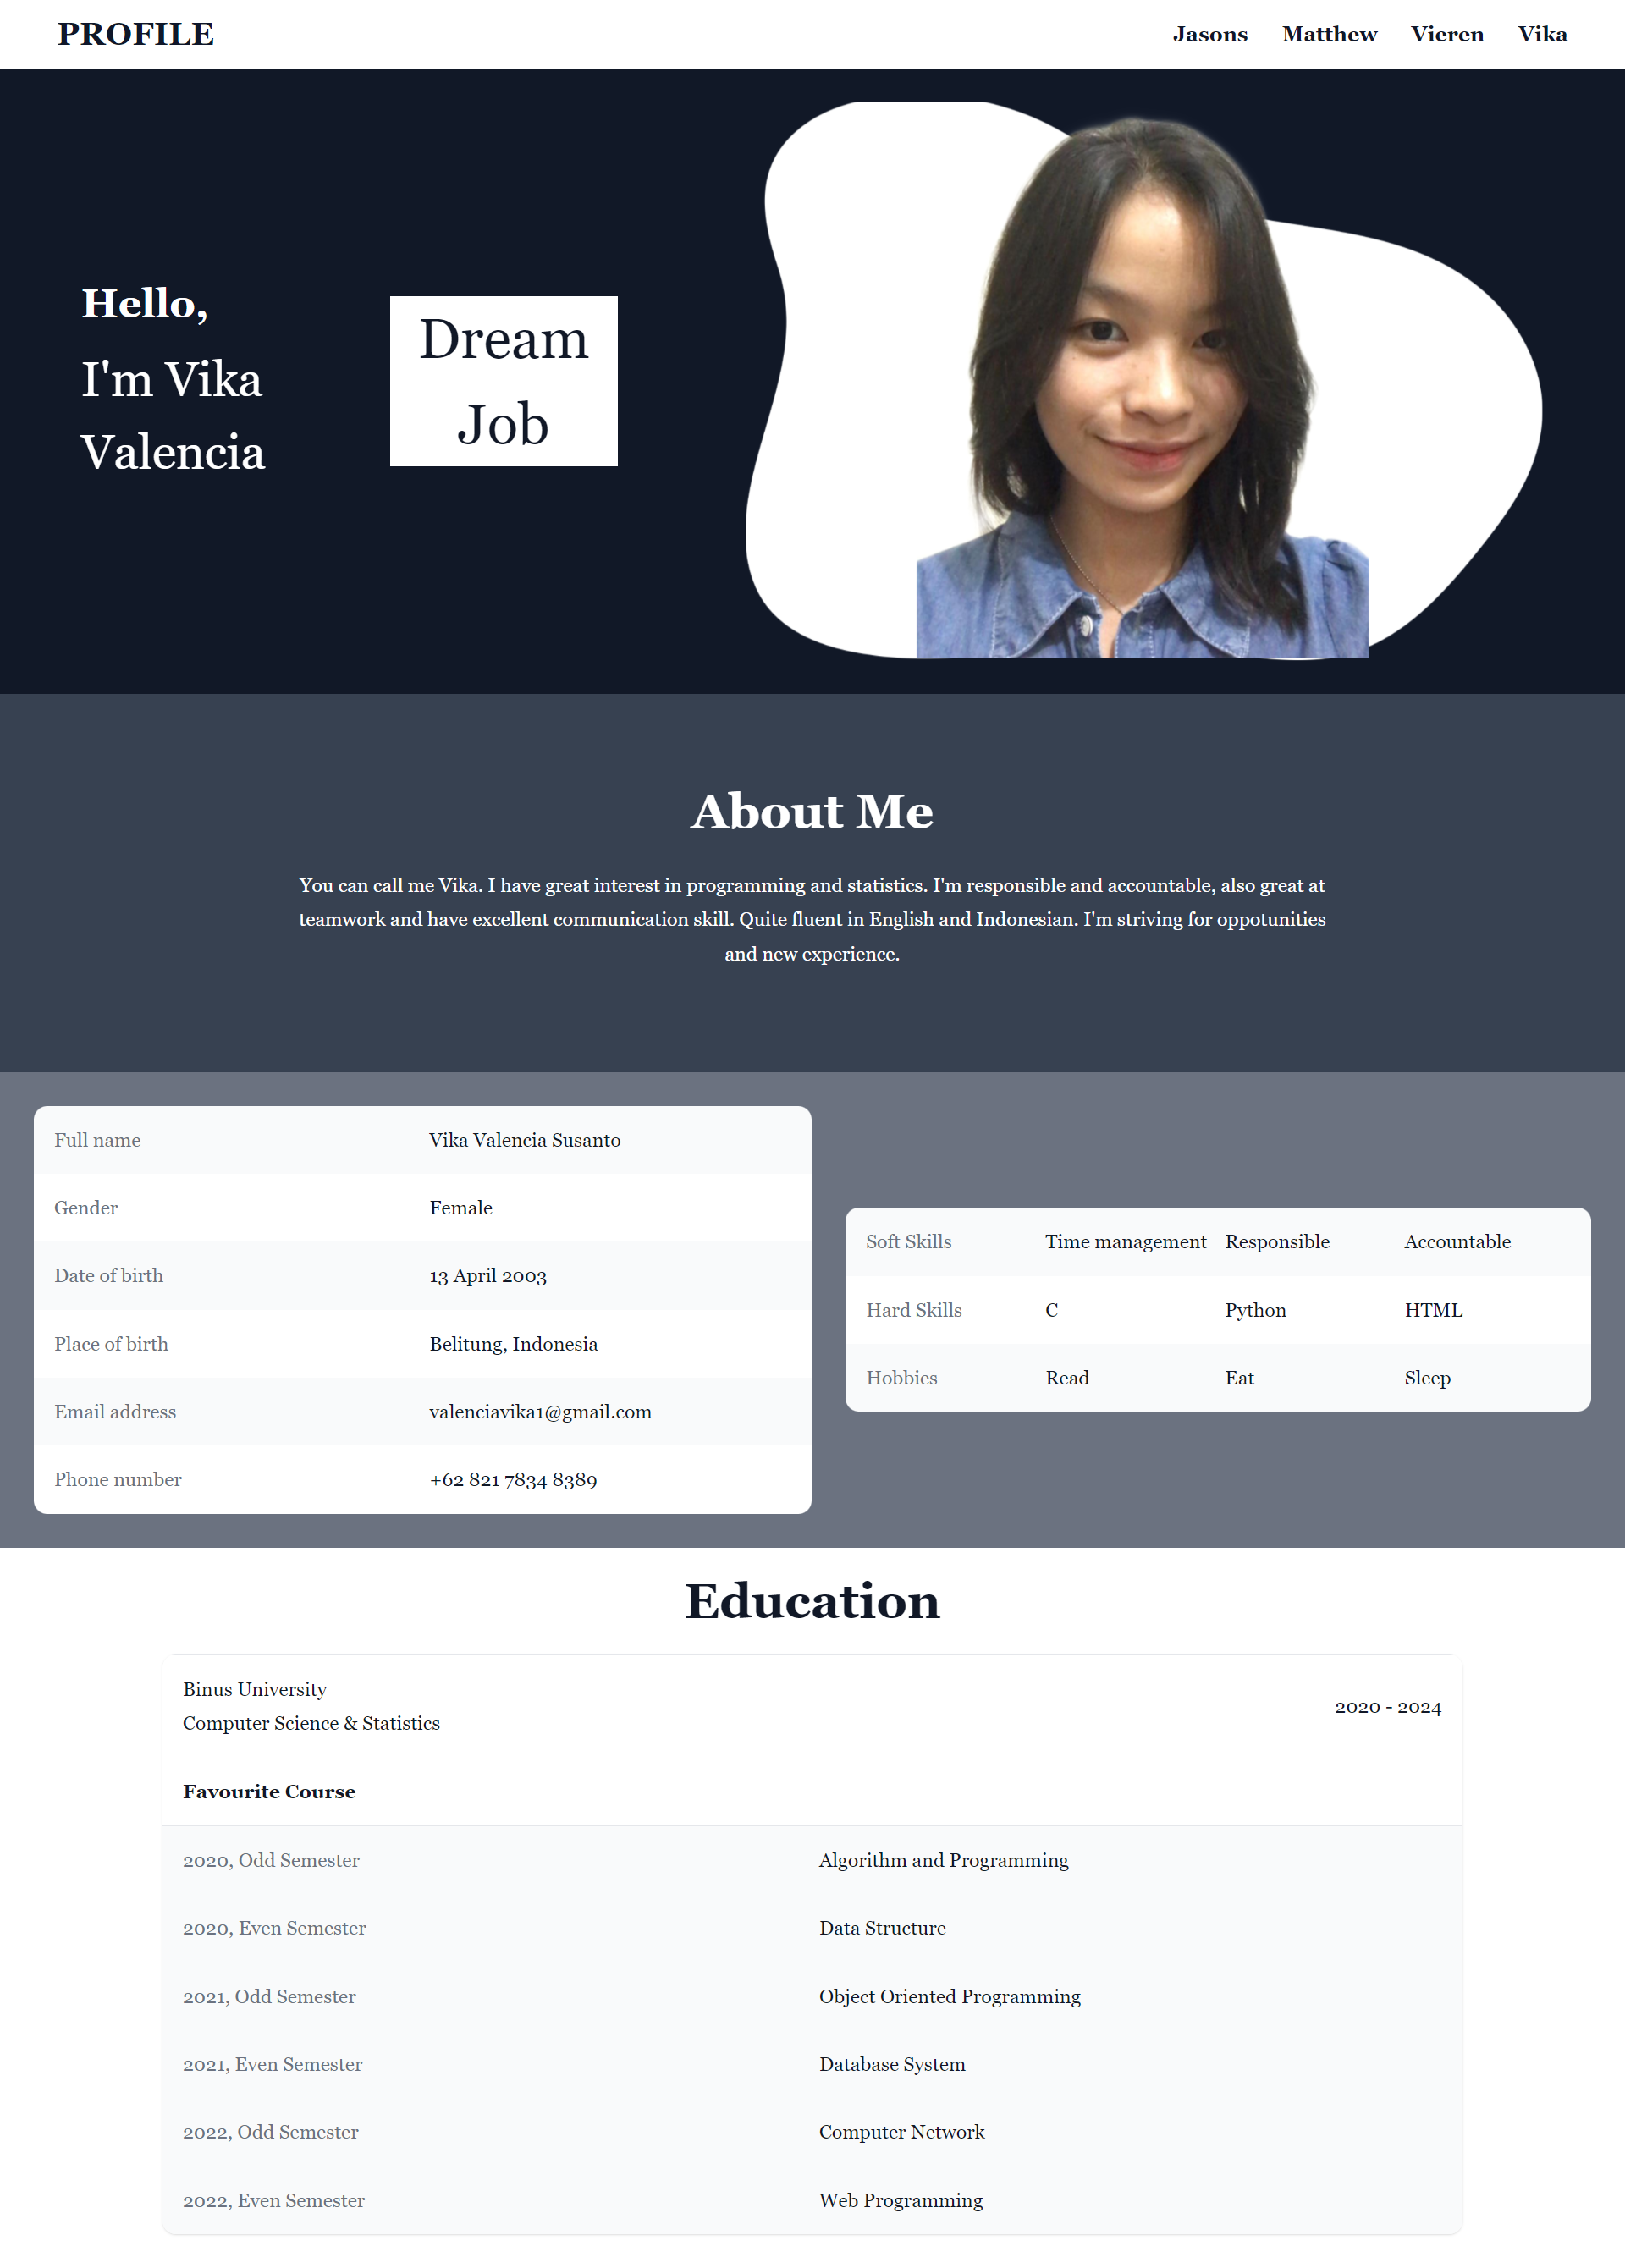 PROFILE
Jasons Matthew Vieren Vika
Hello,
I'm Vika
Valencia
Dream
Job
About Me
You can call me Vika. I have great interest in programming and statistics. I'm responsible and accountable, also great at
teamwork and have excellent communication skill. Quite fluent in English and Indonesian. I'm striving for oppotunities
and new experience.
Full name Vika Valencia Susanto
Gender Female
Date of birth 13 April 2003
Place of birth Belitung, Indonesia
Email address valenciavika1@gmail.com
Phone number +62 821 7834 8389
Soft Skills Time management Responsible Accountable
Hard Skills C Python HTML
Hobbies Read Eat Sleep
Education
Binus University
Computer Science & Statistics
2020 - 2024
Favourite Course
2020, Odd Semester Algorithm and Programming
2020, Even Semester Data Structure
2021, Odd Semester Object Oriented Programming
2021, Even Semester Database System
2022, Odd Semester Computer Network
2022, Even Semester Web Programming